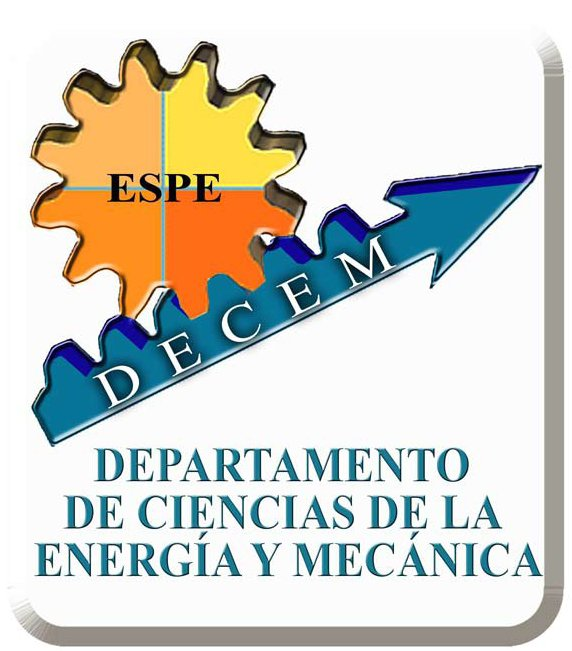 ESPE
DECEM
DEPARTAMENTO
DE CIENCIAS DE LA
ENERGÍA Y MECÁNICA